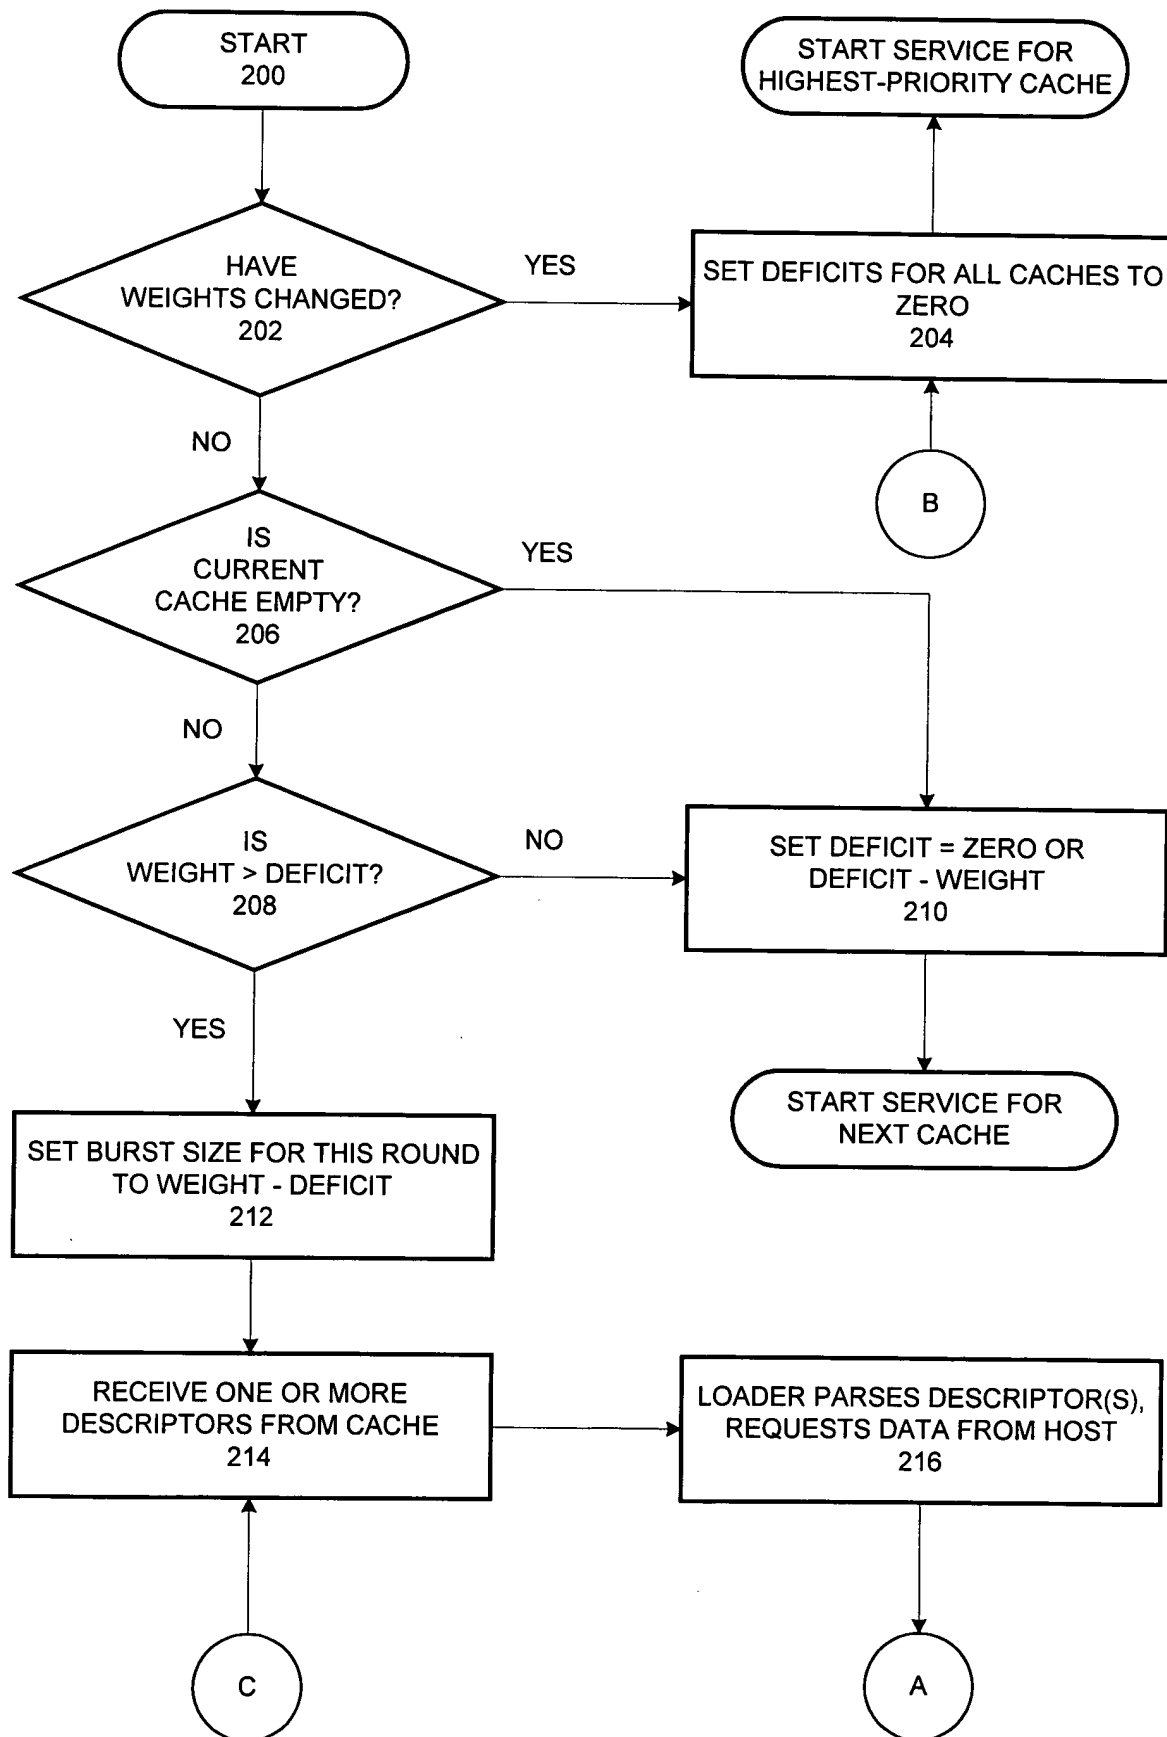 START
200
START SERVICE FOR
HIGHEST-PRIORITY CACHE
HAVE
WEIGHTS CHANGED?
202
YES
SET DEFICITS FOR ALL CACHES TO
ZERO
204
NO
B
IS
CURRENT
CACHE EMPTY?
206
YES
NO
IS
WEIGHT > DEFICIT?
208
NO
SET DEFICIT = ZERO OR
DEFICIT - WEIGHT
210
YES
START SERVICE FOR
NEXT CACHE
SET BURST SIZE FOR THIS ROUND
TO WEIGHT - DEFICIT
212
RECEIVE ONE OR MORE
DESCRIPTORS FROM CACHE
214
LOADER PARSES DESCRIPTOR(S),
REQUESTS DATA FROM HOST
216
C
A